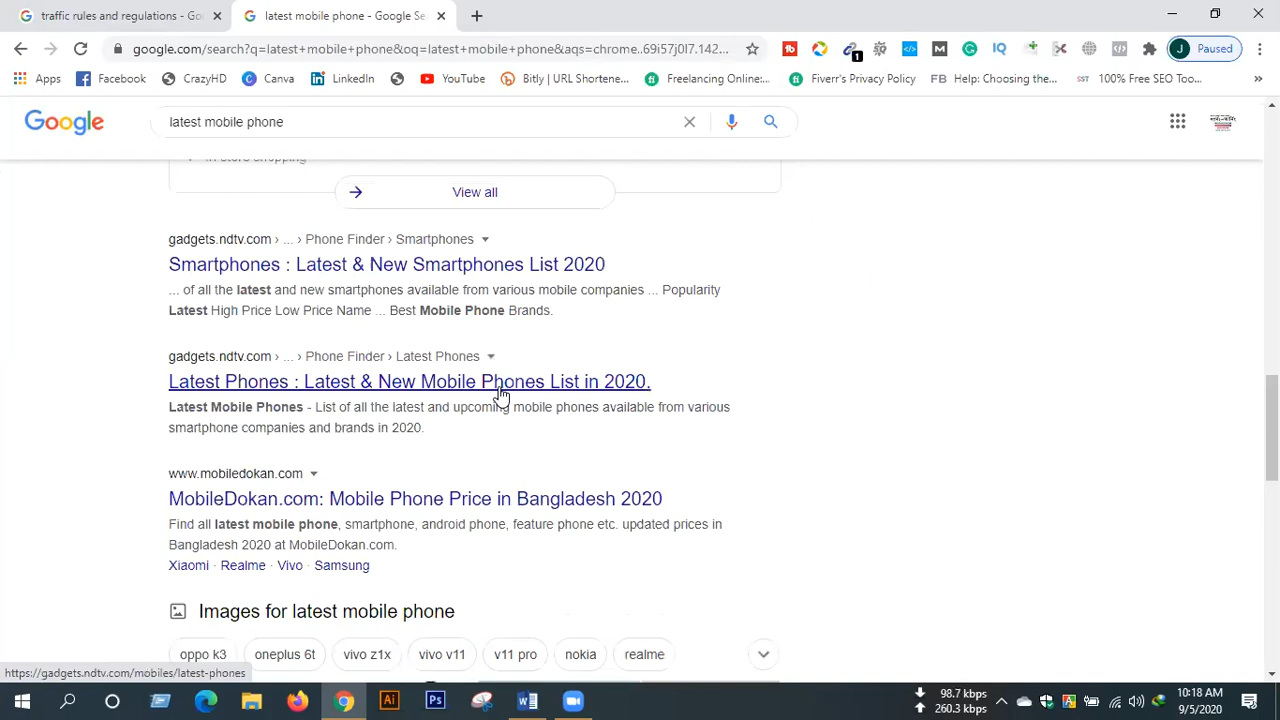 traffic rules and regulations - Go
latest mobile phone - Google Se
google.com/search?q=latest+mobile+phone&oq=latest+mobile+phone&aqs=chrome..69i57j0l7.142...
1
M
IQ
J
Paused
Apps
Facebook
CrazyHD
Canva
LinkedIn
YouTube
Bitly | URL Shortene...
Freelancing Online:...
Fiverr's Privacy Policy
FB
Help: Choosing the...
SST
100% Free SEO Too...
»
Google
latest mobile phone
In store shopping
View all
gadgets.ndtv.com › ... › Phone Finder › Smartphones
Smartphones : Latest & New Smartphones List 2020
... of all the latest and new smartphones available from various mobile companies ... Popularity
Latest High Price Low Price Name ... Best Mobile Phone Brands.
gadgets.ndtv.com › ... › Phone Finder › Latest Phones
Latest Phones : Latest & New Mobile Phones List in 2020.
Latest Mobile Phones - List of all the latest and upcoming mobile phones available from various
smartphone companies and brands in 2020.
www.mobiledokan.com
MobileDokan.com: Mobile Phone Price in Bangladesh 2020
Find all latest mobile phone, smartphone, android phone, feature phone etc. updated prices in
Bangladesh 2020 at MobileDokan.com.
Xiaomi · Realme · Vivo · Samsung
Images for latest mobile phone
oppo k3
oneplus 6t
vivo z1x
vivo v11
v11 pro
nokia
realme
https://gadgets.ndtv.com/mobiles/latest-phones
Ai
Ps
98.7 kbps
260.3 kbps
10:18 AM
9/5/2020